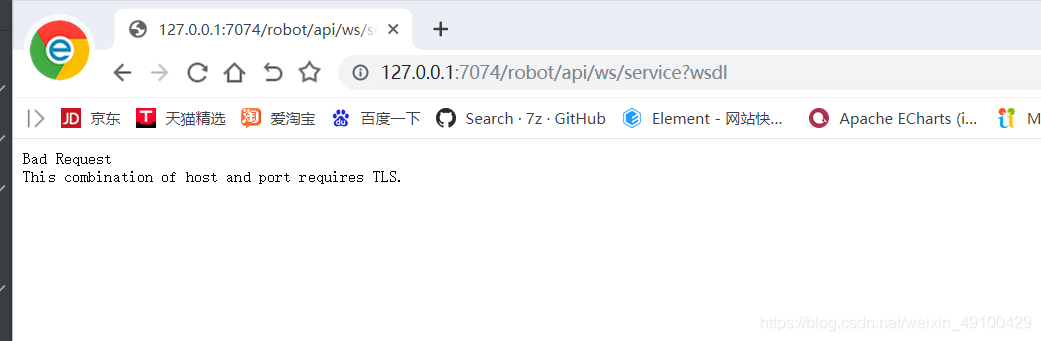 127.0.0.1:7074/robot/api/ws/se
127.0.0.1:7074/robot/api/ws/service?wsdl
JD 京东 T 天猫精选 淘 爱淘宝 百度一下 Search · 7z · GitHub Element - 网站快... Apache ECharts (i... M
Bad Request
This combination of host and port requires TLS.
https://blog.csdn.net/weixin_49100429